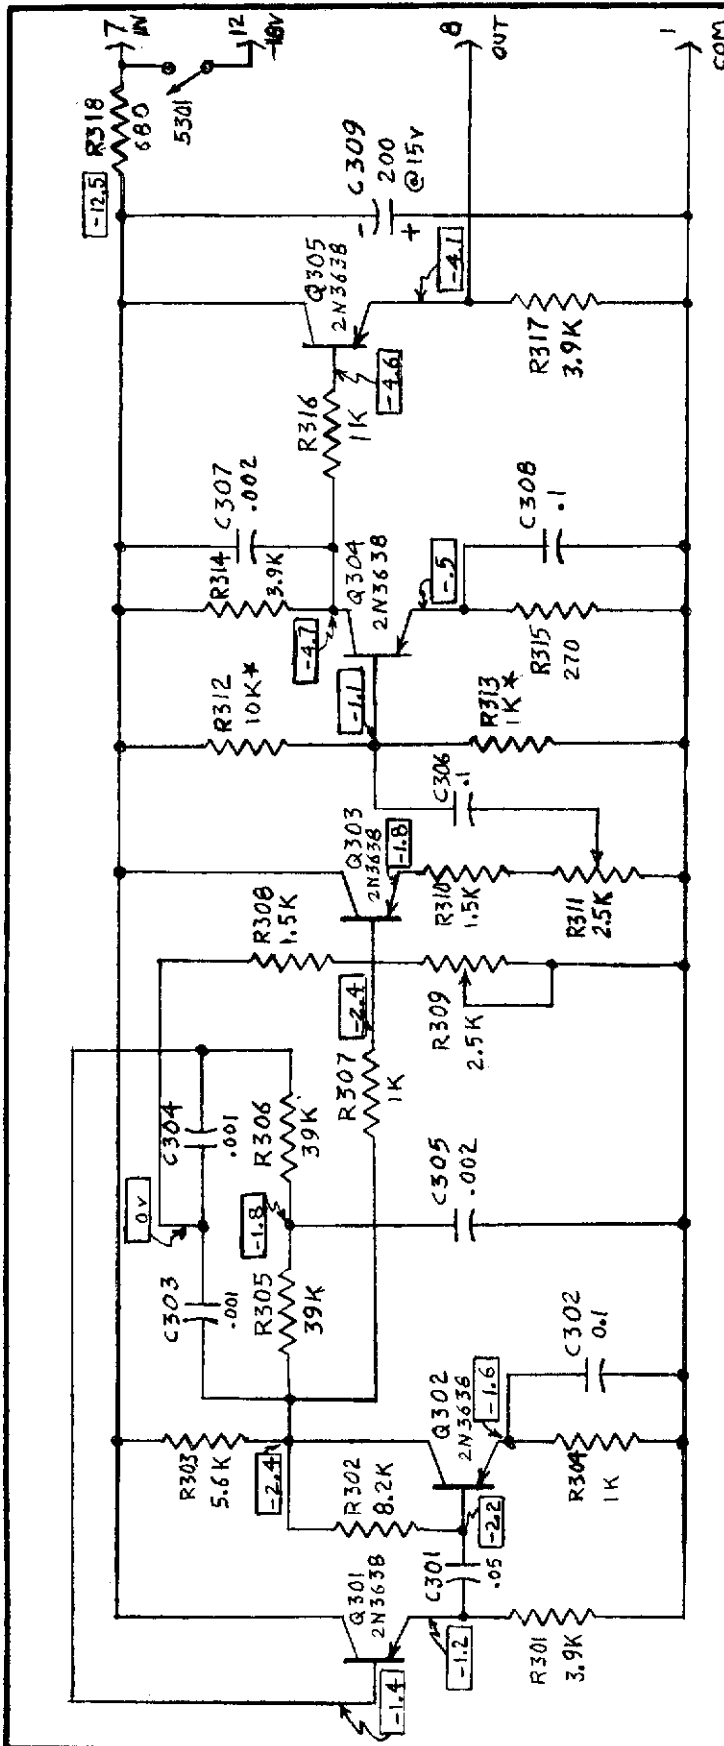 7
IN
12
-18V
8
OUT
1
COM
R318
680
-12.5
S301
C309
200
@15V
-
+
Q305
2N3638
-4.1
R317
3.9K
-4.6
R316
1K
C307
.002
R314
3.9K
Q304
2N3638
-.5
C308
.1
R315
270
-4.7
R312
10K*
-1.1
R313
1K*
C306
.1
Q303
2N3638
-1.8
R310
1.5K
R311
2.5K
R308
1.5K
-2.4
R309
2.5K
R307
1K
C304
.001
R306
39K
0V
-1.8
C305
.002
C303
.001
R305
39K
C302
0.1
Q302
2N3638
-1.6
R304
1K
R303
5.6K
-2.4
R302
8.2K
-2.2
C301
.05
Q301
2N3638
-1.2
R301
3.9K
-1.4